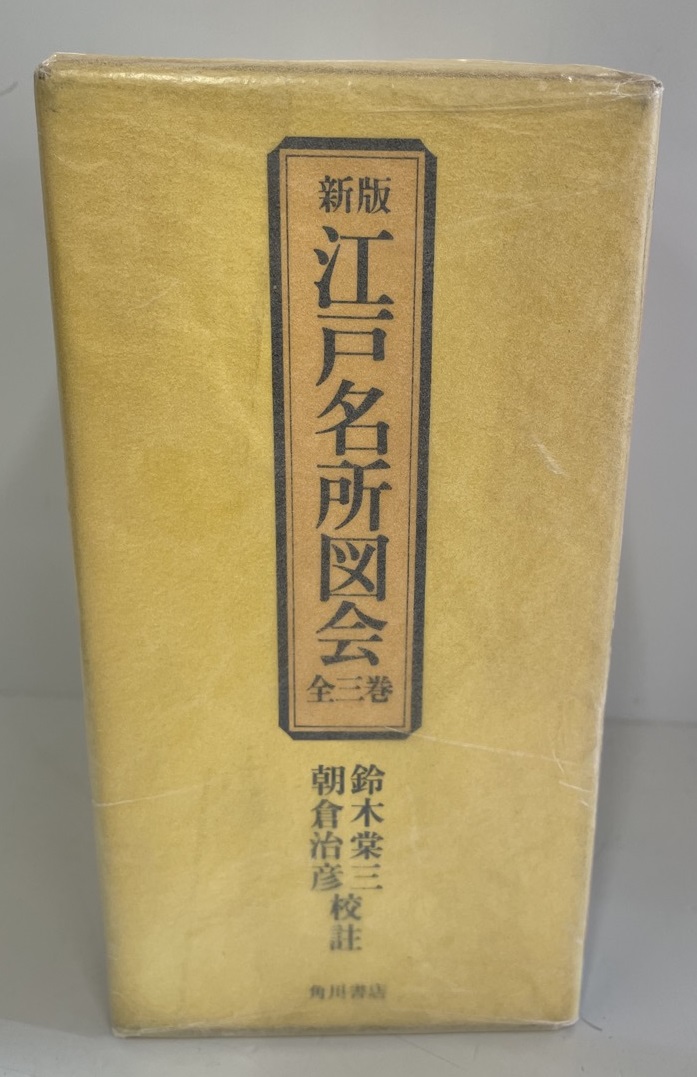 新版
江戸名所図会
全三巻
鈴木棠三
朝倉治彦
校註
角川書店